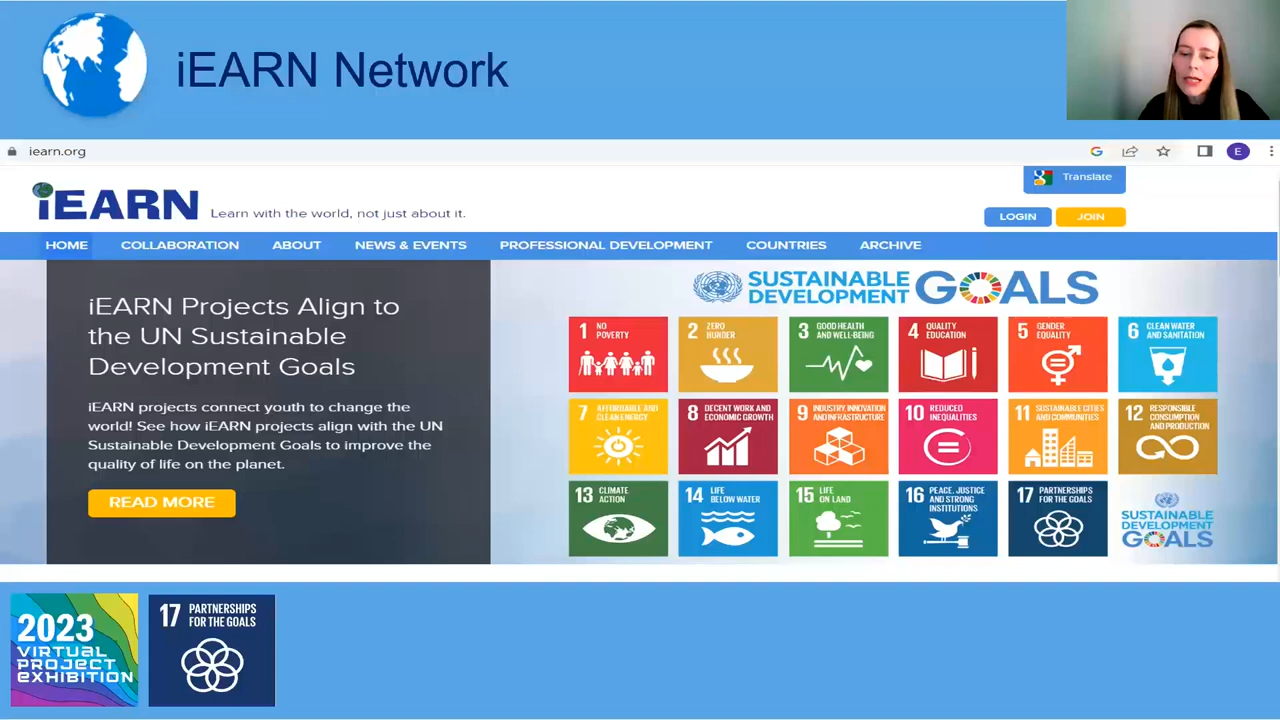 iEARN Network
iearn.org
E
Translate
iEARN
Learn with the world, not just about it.
LOGIN
JOIN
HOME
COLLABORATION
ABOUT
NEWS & EVENTS
PROFESSIONAL DEVELOPMENT
COUNTRIES
ARCHIVE
iEARN Projects Align to
the UN Sustainable
Development Goals
iEARN projects connect youth to change the
world! See how iEARN projects align with the UN
Sustainable Development Goals to improve the
quality of life on the planet.
READ MORE
SUSTAINABLE
DEVELOPMENT
GOALS
1 NO
POVERTY
2 ZERO
HUNGER
3 GOOD HEALTH
AND WELL-BEING
4 QUALITY
EDUCATION
5 GENDER
EQUALITY
6 CLEAN WATER
AND SANITATION
7 AFFORDABLE AND
CLEAN ENERGY
8 DECENT WORK AND
ECONOMIC GROWTH
9 INDUSTRY, INNOVATION
AND INFRASTRUCTURE
10 REDUCED
INEQUALITIES
11 SUSTAINABLE CITIES
AND COMMUNITIES
12 RESPONSIBLE
CONSUMPTION
AND PRODUCTION
13 CLIMATE
ACTION
14 LIFE
BELOW WATER
15 LIFE
ON LAND
16 PEACE, JUSTICE
AND STRONG
INSTITUTIONS
17 PARTNERSHIPS
FOR THE GOALS
SUSTAINABLE
DEVELOPMENT
GOALS
2023
VIRTUAL
PROJECT
EXHIBITION
17 PARTNERSHIPS
FOR THE GOALS